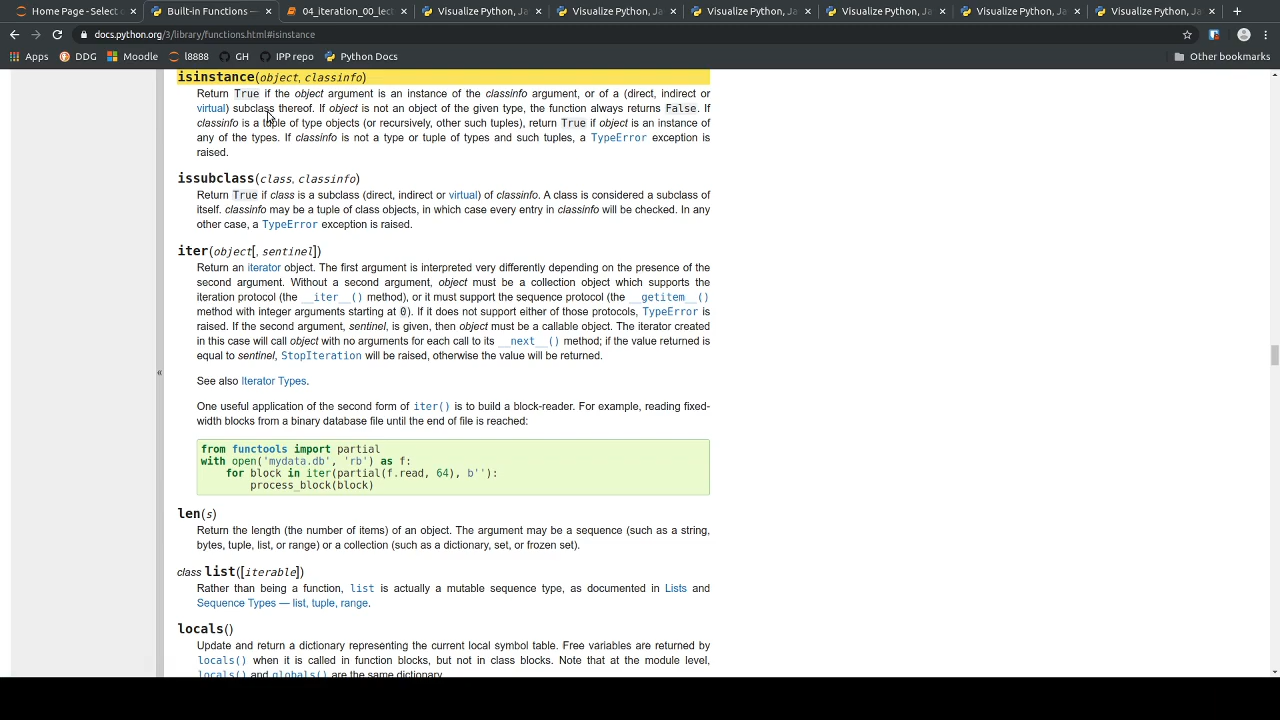 Home Page - Select o
Built-in Functions —
04_iteration_00_lect
Visualize Python, Ja
Visualize Python, Ja
Visualize Python, Ja
Visualize Python, Ja
Visualize Python, Ja
Visualize Python, Ja
docs.python.org/3/library/functions.html#isinstance
Apps DDG Moodle l8888 GH IPP repo Python Docs Other bookmarks
isinstance(object, classinfo)
Return True if the object argument is an instance of the classinfo argument, or of a (direct, indirect or
virtual) subclass thereof. If object is not an object of the given type, the function always returns False. If
classinfo is a tuple of type objects (or recursively, other such tuples), return True if object is an instance of
any of the types. If classinfo is not a type or tuple of types and such tuples, a TypeError exception is
raised.
issubclass(class, classinfo)
Return True if class is a subclass (direct, indirect or virtual) of classinfo. A class is considered a subclass of
itself. classinfo may be a tuple of class objects, in which case every entry in classinfo will be checked. In any
other case, a TypeError exception is raised.
iter(object[, sentinel])
Return an iterator object. The first argument is interpreted very differently depending on the presence of the
second argument. Without a second argument, object must be a collection object which supports the
iteration protocol (the __iter__() method), or it must support the sequence protocol (the __getitem__()
method with integer arguments starting at 0). If it does not support either of those protocols, TypeError is
raised. If the second argument, sentinel, is given, then object must be a callable object. The iterator created
in this case will call object with no arguments for each call to its __next__() method; if the value returned is
equal to sentinel, StopIteration will be raised, otherwise the value will be returned.
«
See also Iterator Types.
One useful application of the second form of iter() is to build a block-reader. For example, reading fixed-
width blocks from a binary database file until the end of file is reached:
from functools import partial
with open('mydata.db', 'rb') as f:
    for block in iter(partial(f.read, 64), b''):
        process_block(block)
len(s)
Return the length (the number of items) of an object. The argument may be a sequence (such as a string,
bytes, tuple, list, or range) or a collection (such as a dictionary, set, or frozen set).
class list([iterable])
Rather than being a function, list is actually a mutable sequence type, as documented in Lists and
Sequence Types — list, tuple, range.
locals()
Update and return a dictionary representing the current local symbol table. Free variables are returned by
locals() when it is called in function blocks, but not in class blocks. Note that at the module level,
locals() and globals() are the same dictionary.